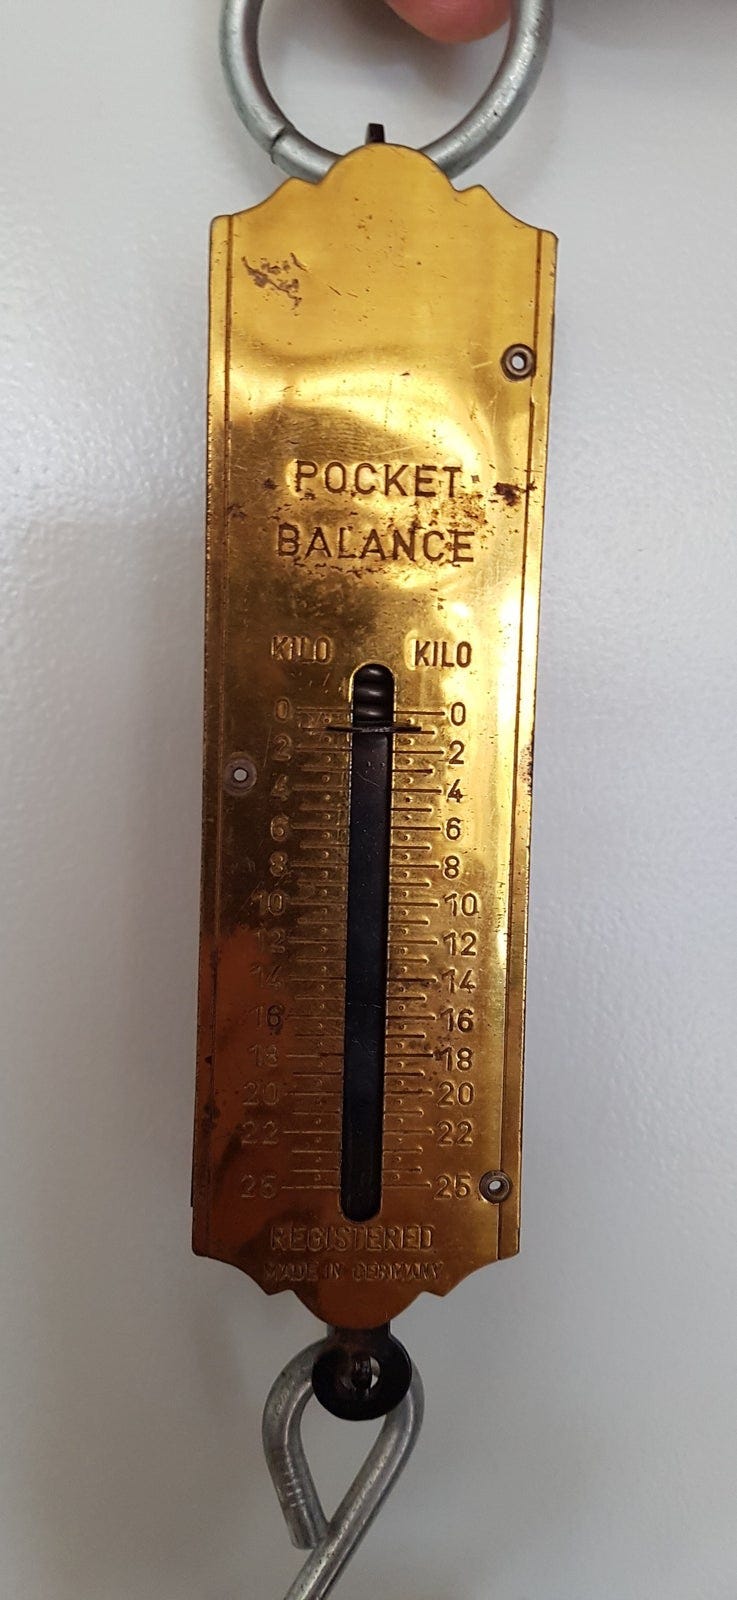 POCKET
BALANCE
KILO KILO
0 0
2 2
4 4
6 6
8 8
10 10
12 12
14 14
16 16
18 18
20 20
22 22
25 25
REGISTERED
MADE IN GERMANY